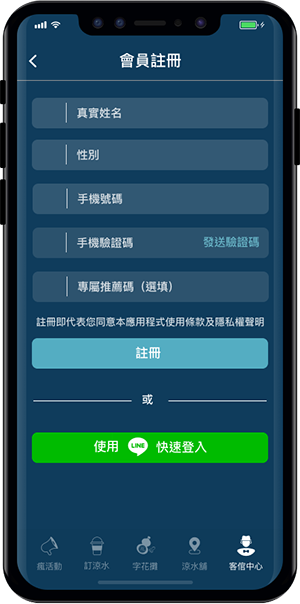 會員註冊
真實姓名
性別
手機號碼
手機驗證碼 發送驗證碼
專屬推薦碼（選填）
註冊即代表您同意本應用程式使用條款及隱私權聲明
註冊
或
使用 LINE 快速登入
瘋活動 訂涼水 字花攤 涼水舖 客倌中心